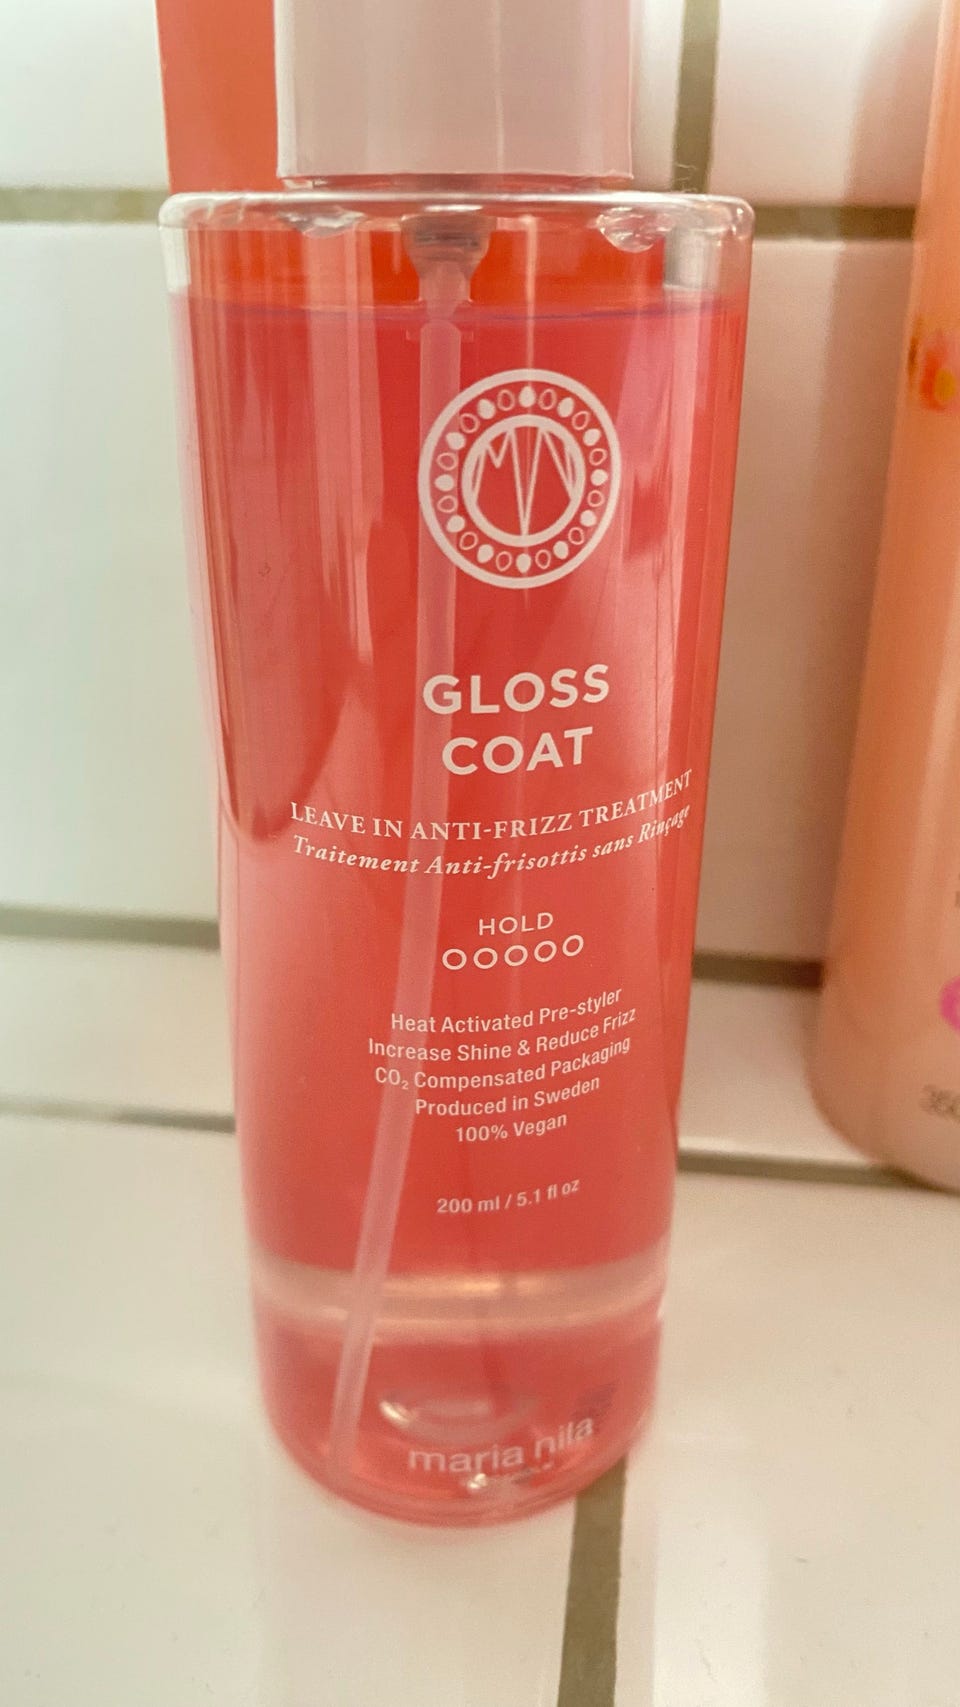 GLOSS
COAT
LEAVE IN ANTI-FRIZZ TREATMENT
Traitement Anti-frisottis sans Rinçage
HOLD
OOOOO
Heat Activated Pre-styler
Increase Shine & Reduce Frizz
CO₂ Compensated Packaging
Produced in Sweden
100% Vegan
200 ml / 5.1 fl oz
maria nila